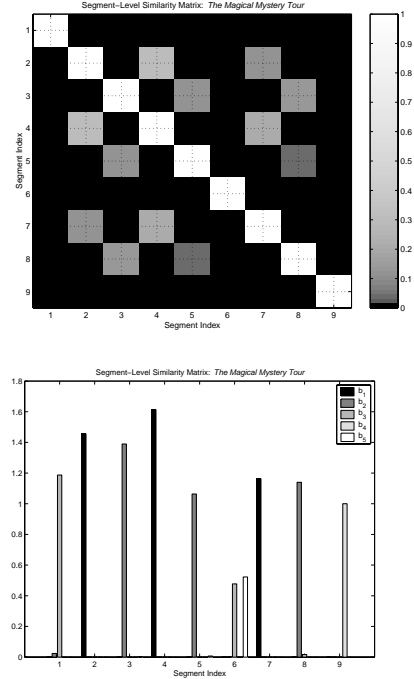 Segment-Level Similarity Matrix: The Magical Mystery Tour
1
2
3
4
5
6
7
8
9
Segment Index
1 2 3 4 5 6 7 8 9
Segment Index
1
0.9
0.8
0.7
0.6
0.5
0.4
0.3
0.2
0.1
0
Segment-Level Similarity Matrix: The Magical Mystery Tour
1.8
1.6
1.4
1.2
1
0.8
0.6
0.4
0.2
0
b1
b2
b3
b4
b5
1 2 3 4 5 6 7 8 9
Segment Index